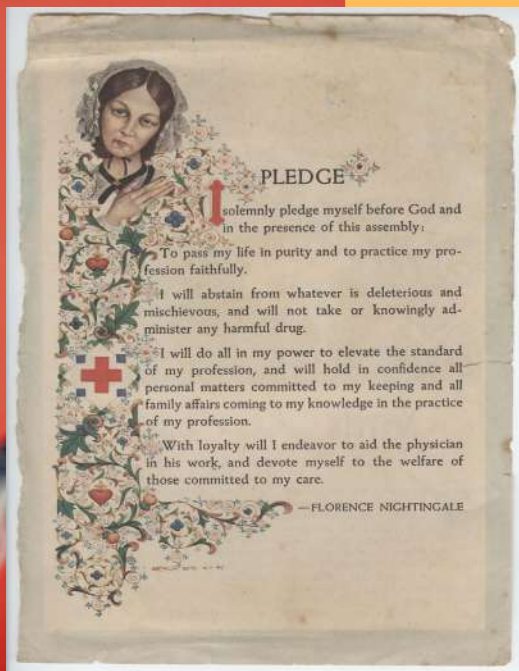 PLEDGE
I solemnly pledge myself before God and
in the presence of this assembly:
To pass my life in purity and to practice my pro-
fession faithfully.
I will abstain from whatever is deleterious and
mischievous, and will not take or knowingly ad-
minister any harmful drug.
I will do all in my power to elevate the standard
of my profession, and will hold in confidence all
personal matters committed to my keeping and all
family affairs coming to my knowledge in the practice
of my profession.
With loyalty will I endeavor to aid the physician
in his work, and devote myself to the welfare of
those committed to my care.
—FLORENCE NIGHTINGALE